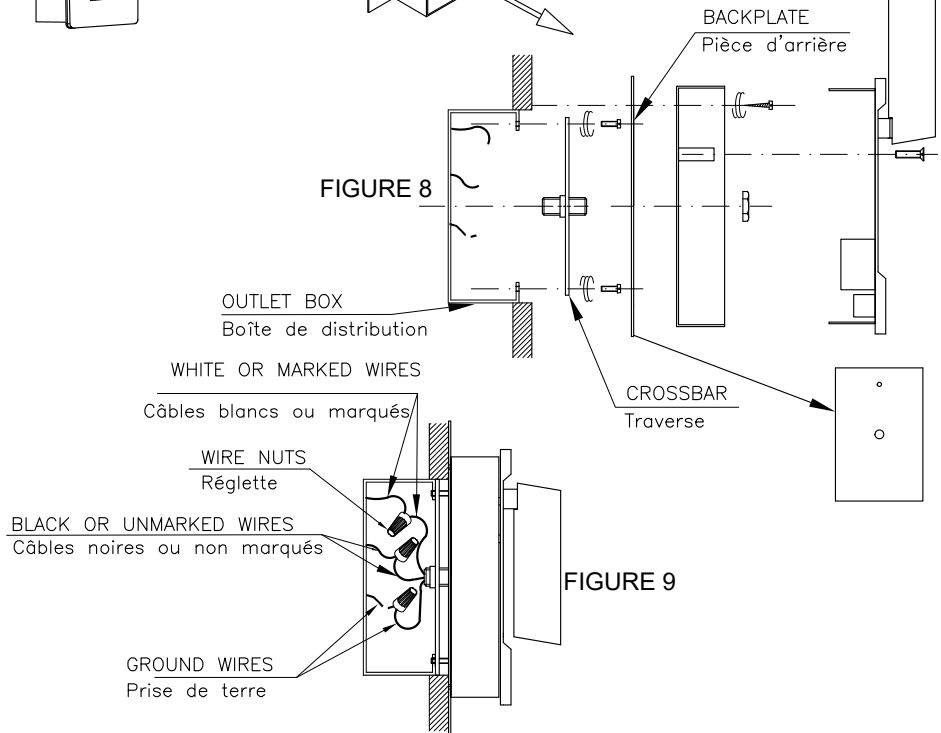 BACKPLATE
Pièce d'arrière
FIGURE 8
OUTLET BOX
Boîte de distribution
CROSSBAR
Traverse
WHITE OR MARKED WIRES
Câbles blancs ou marqués
WIRE NUTS
Réglette
BLACK OR UNMARKED WIRES
Câbles noires ou non marqués
FIGURE 9
GROUND WIRES
Prise de terre